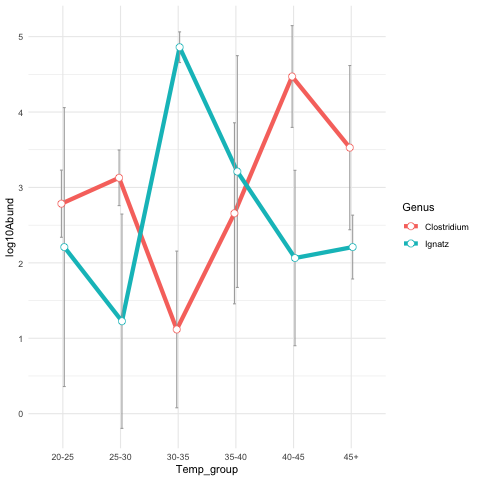 5
4
3
2
1
0
log10Abund
20-25 25-30 30-35 35-40 40-45 45+
Temp_group
Genus
Clostridium
Ignatz